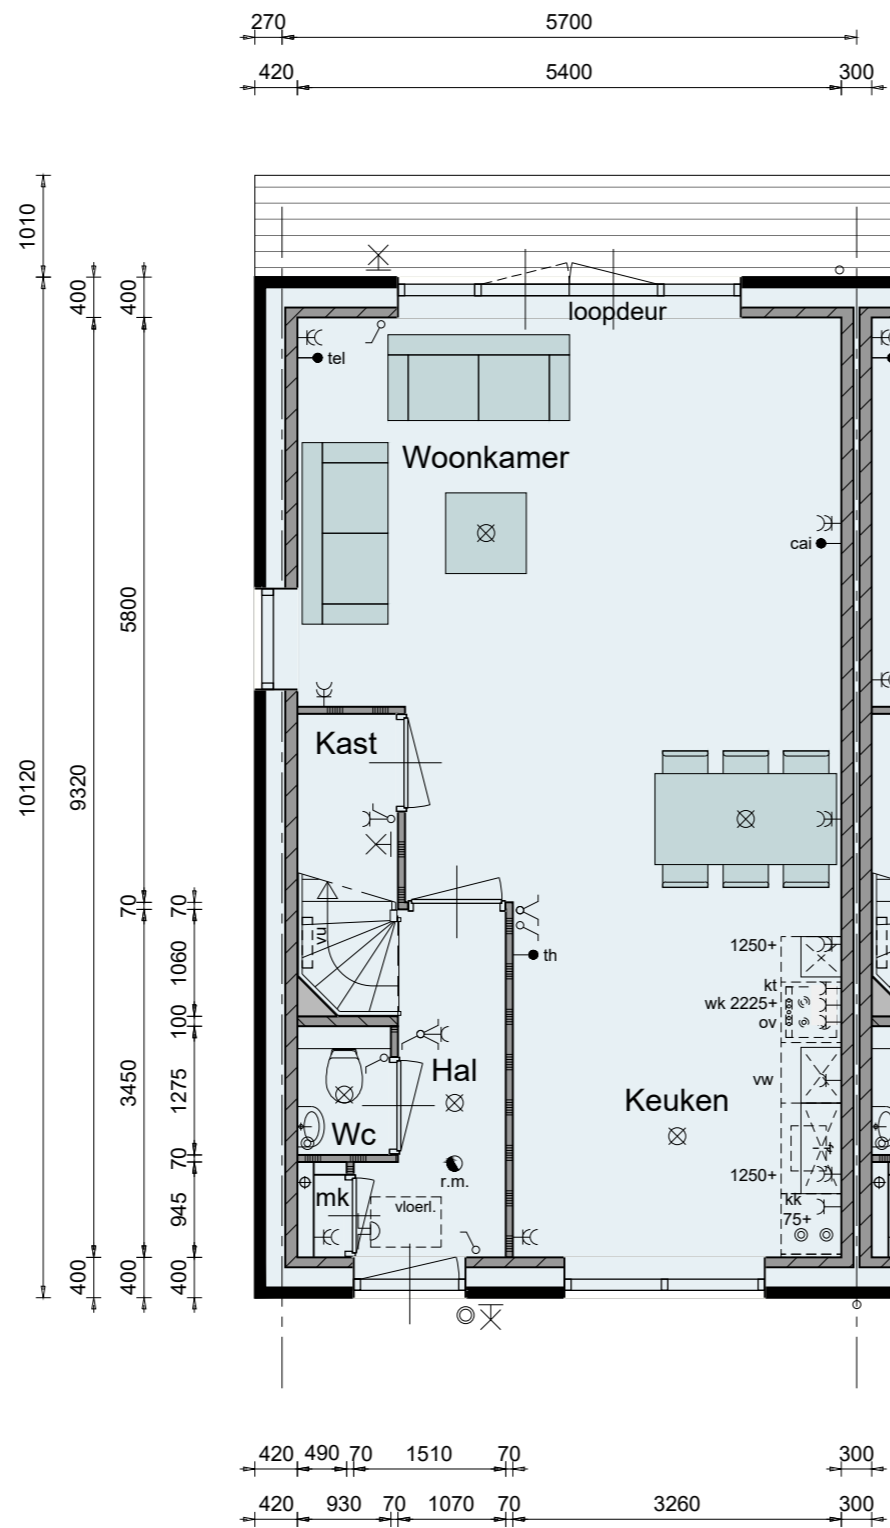 270 5700
420 5400 300
1010
400 400
loopdeur
tel
Woonkamer
cai
5800
10120
9320
Kast
70 70
vu
1060
th
1250+
kt
wk 2225+
ov
100
3450
1275
Hal
vw
Keuken
Wc
70
r.m.
1250+
mk
vloerl.
kk
75+
945
400 400 400
420 490 70 1510 70 300
420 930 70 1070 70 3260 300